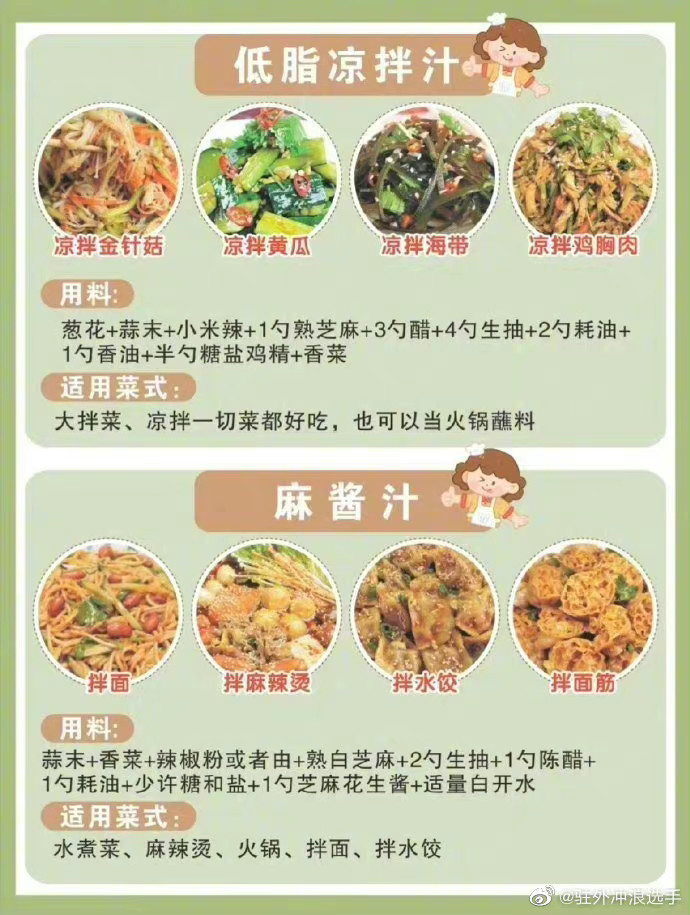 低脂凉拌汁
凉拌金针菇 凉拌黄瓜 凉拌海带 凉拌鸡胸肉
用料:
葱花+蒜末+小米辣+1勺熟芝麻+3勺醋+4勺生抽+2勺耗油+
1勺香油+半勺糖盐鸡精+香菜
适用菜式:
大拌菜、凉拌一切菜都好吃，也可以当火锅蘸料
麻酱汁
拌面 拌麻辣烫 拌水饺 拌面筋
用料:
蒜末+香菜+辣椒粉或者由+熟白芝麻+2勺生抽+1勺陈醋+
1勺耗油+少许糖和盐+1勺芝麻花生酱+适量白开水
适用菜式:
水煮菜、麻辣烫、火锅、拌面、拌水饺
@驻外冲浪选手